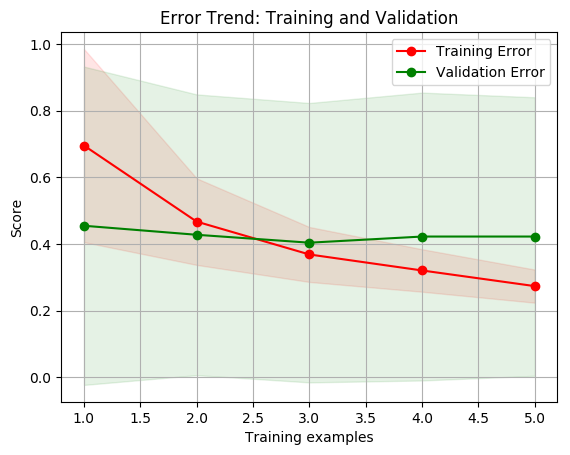 Error Trend: Training and Validation
Training Error
Validation Error
Score
1.0
0.8
0.6
0.4
0.2
0.0
1.0 1.5 2.0 2.5 3.0 3.5 4.0 4.5 5.0
Training examples